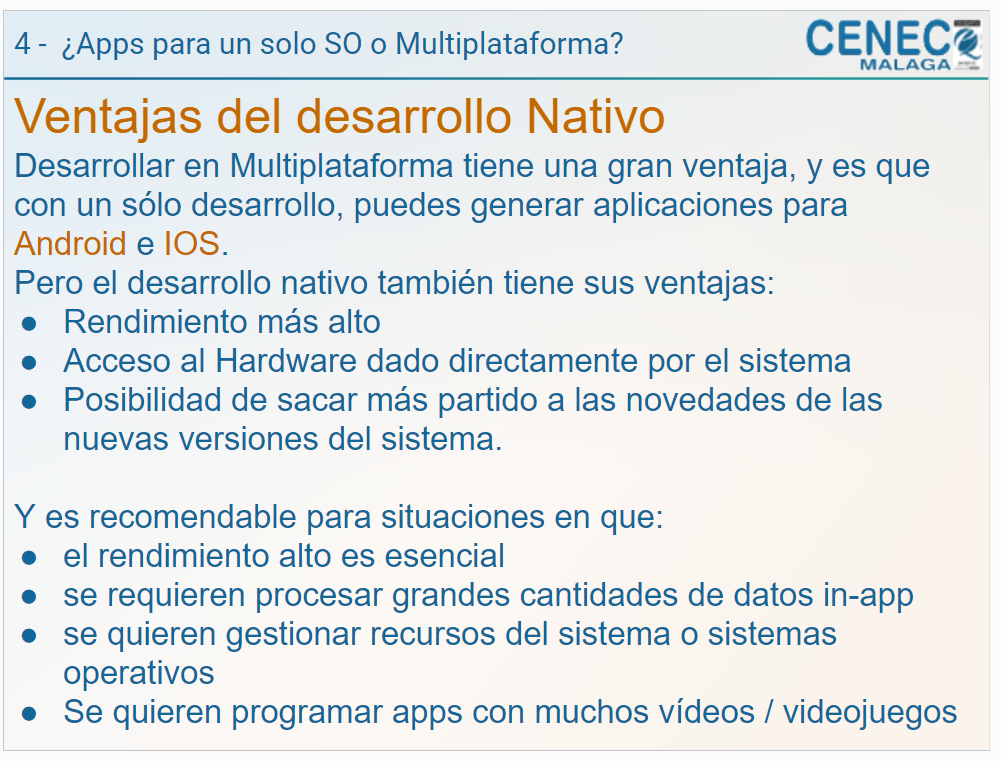 4 - ¿Apps para un solo SO o Multiplataforma?
CENEC
MALAGA
Ventajas del desarrollo Nativo
Desarrollar en Multiplataforma tiene una gran ventaja, y es que
con un sólo desarrollo, puedes generar aplicaciones para
Android e IOS.
Pero el desarrollo nativo también tiene sus ventajas:
● Rendimiento más alto
● Acceso al Hardware dado directamente por el sistema
● Posibilidad de sacar más partido a las novedades de las
nuevas versiones del sistema.
Y es recomendable para situaciones en que:
● el rendimiento alto es esencial
● se requieren procesar grandes cantidades de datos in-app
● se quieren gestionar recursos del sistema o sistemas
operativos
● Se quieren programar apps con muchos vídeos / videojuegos